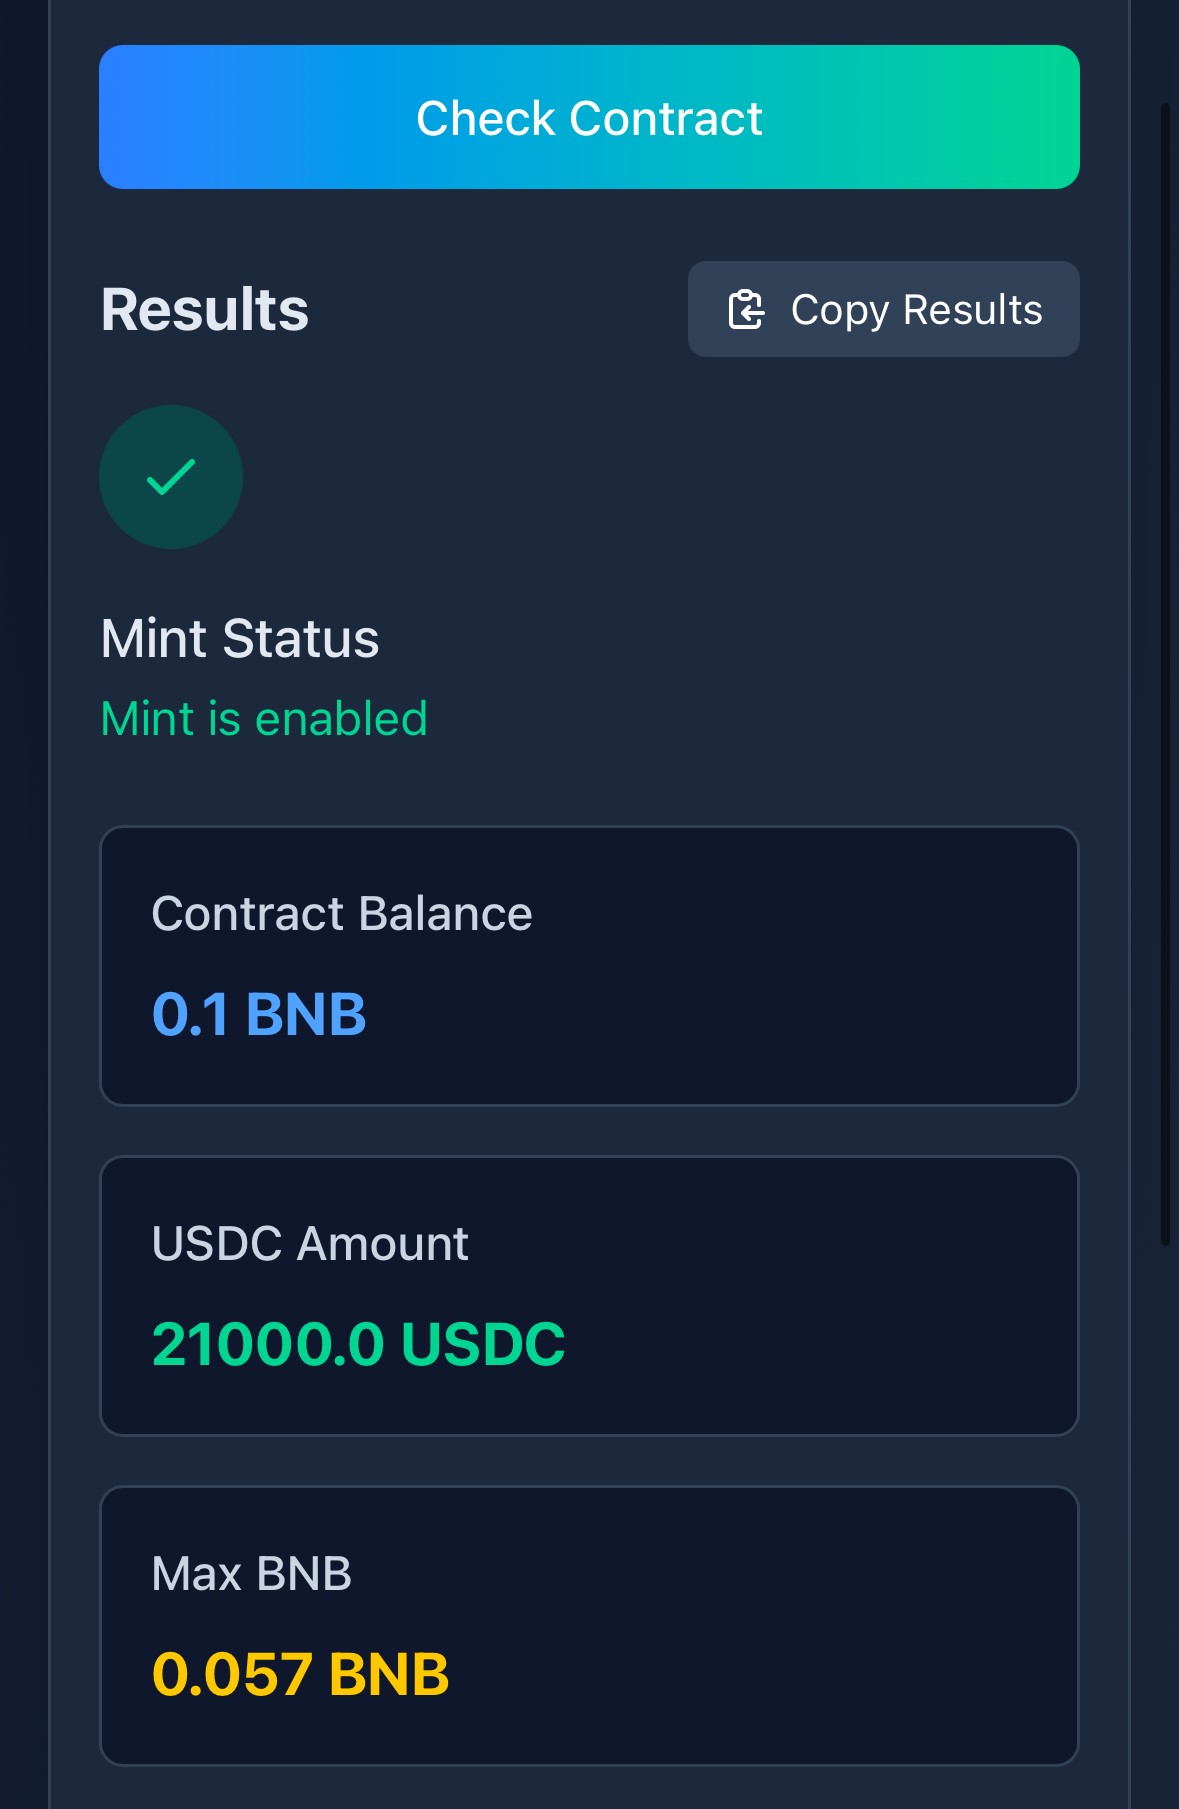 Check Contract
Results
Copy Results
Mint Status
Mint is enabled
Contract Balance
0.1 BNB
USDC Amount
21000.0 USDC
Max BNB
0.057 BNB